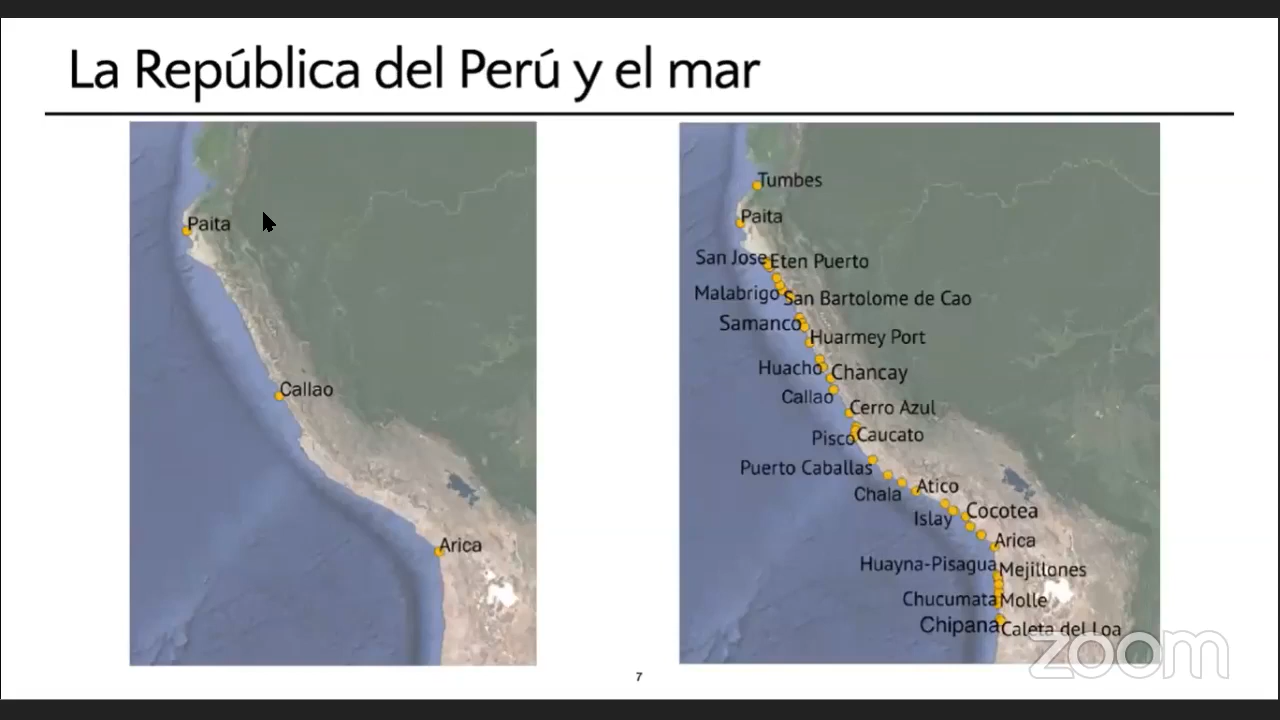 La República del Perú y el mar
Paita
Callao
Arica
Tumbes
Paita
San Jose
Eten Puerto
Malabrigo
San Bartolome de Cao
Samanco
Huarmey Port
Huacho
Chancay
Callao
Cerro Azul
Pisco
Caucato
Puerto Caballas
Chala
Atico
Islay
Cocotea
Arica
Huayna-Pisagua
Mejillones
Chucumata
Molle
Chipana
Caleta del Loa
zoom
7